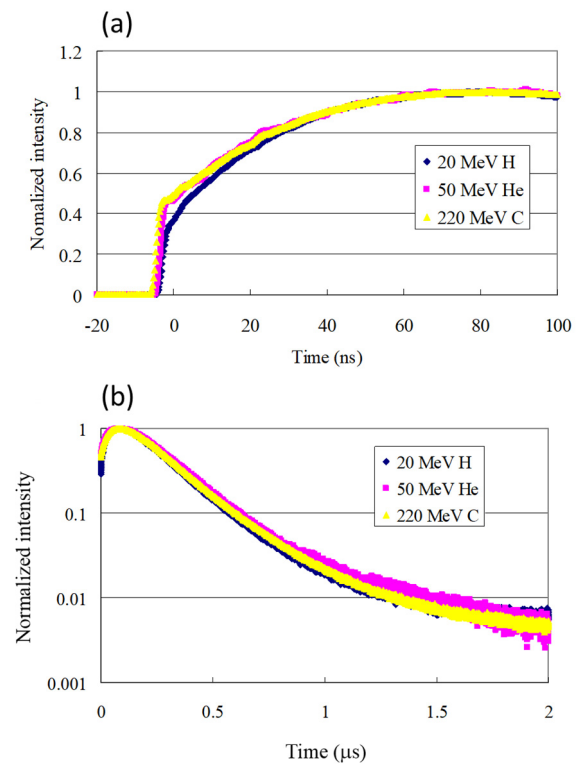 (a)
1.2
1
0.8
0.6
0.4
0.2
0
Nomalized intensity
20 MeV H
50 MeV He
220 MeV C
-20 0 20 40 60 80 100
Time (ns)
(b)
1
0.1
0.01
0.001
Normalized intensity
20 MeV H
50 MeV He
220 MeV C
0 0.5 1 1.5 2
Time (μs)